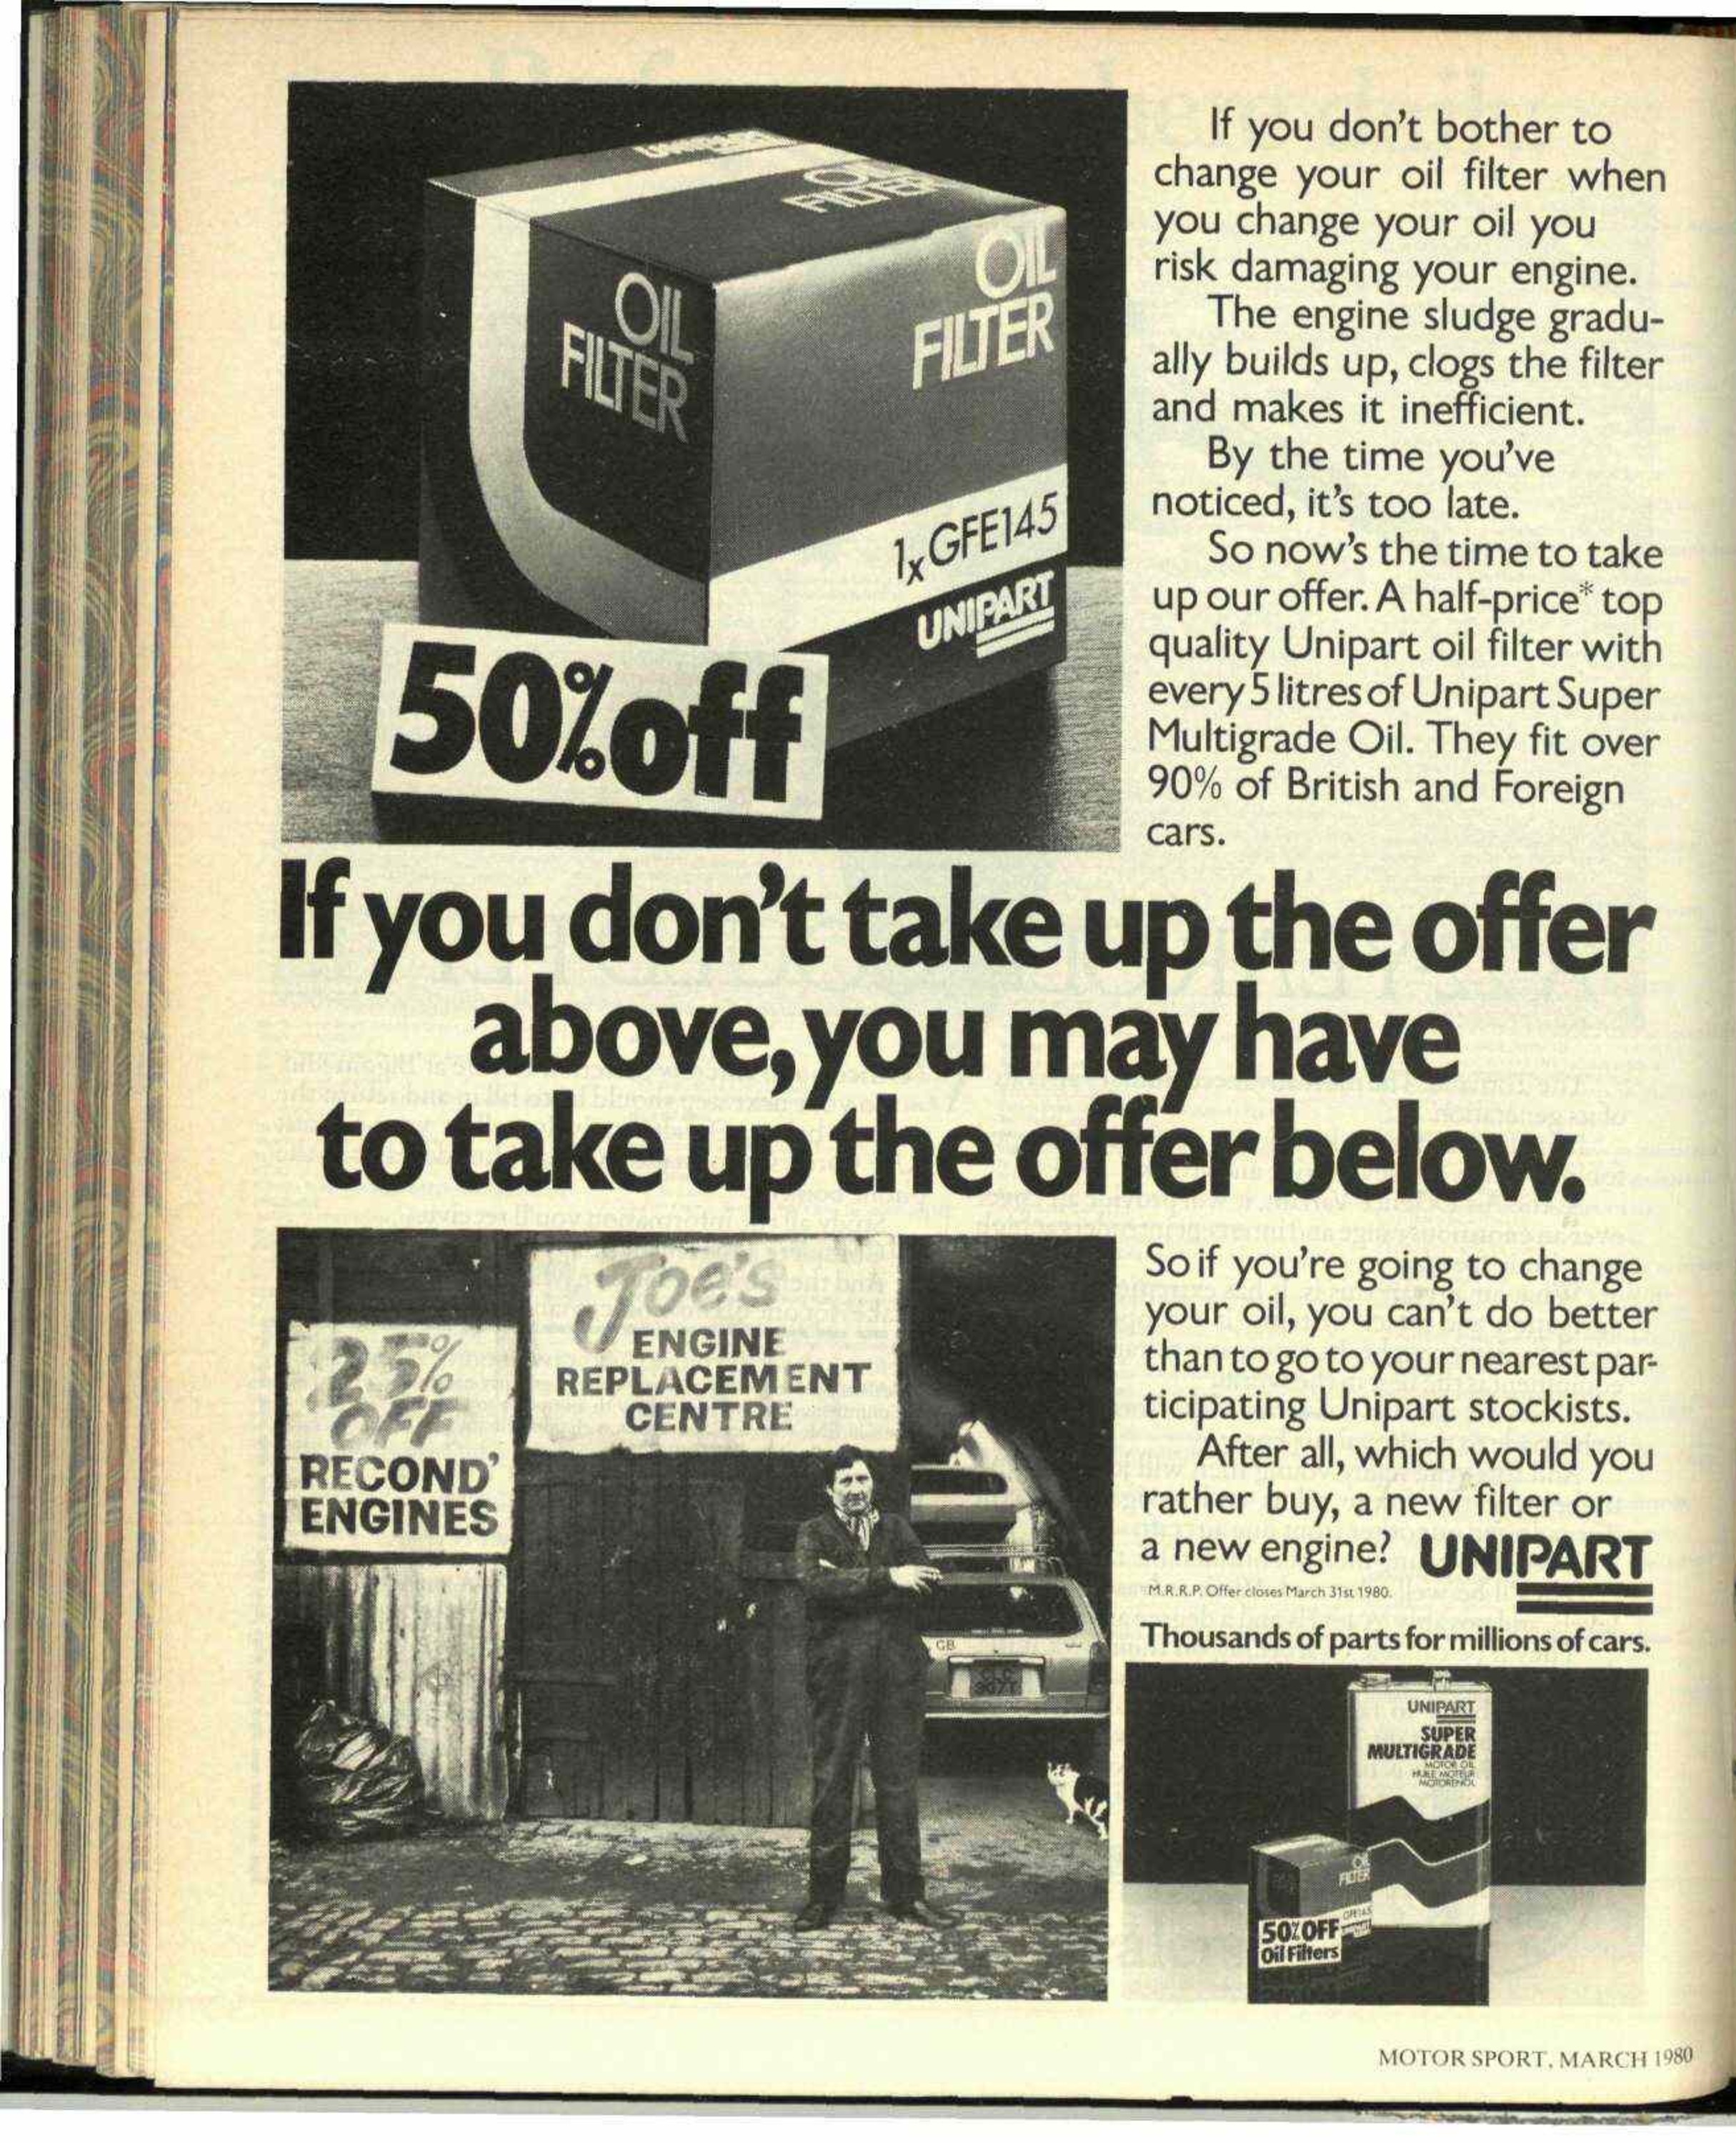 OIL
FILTER
OIL
FILTER
OIL
FILTER
1x GFE145
UNIPART
50% off
If you don't bother to
change your oil filter when
you change your oil you
risk damaging your engine.
The engine sludge gradu-
ally builds up, clogs the filter
and makes it inefficient.
By the time you've
noticed, it's too late.
So now's the time to take
up our offer. A half-price* top
quality Unipart oil filter with
every 5 litres of Unipart Super
Multigrade Oil. They fit over
90% of British and Foreign
cars.
If you don't take up the offer
above, you may have
to take up the offer below.
25%
OFF
RECOND'
ENGINES
Joe's
ENGINE
REPLACEMENT
CENTRE
GB
So if you're going to change
your oil, you can't do better
than to go to your nearest par-
ticipating Unipart stockists.
After all, which would you
rather buy, a new filter or
a new engine? UNIPART
M.R.R.P. Offer closes March 31st 1980.
Thousands of parts for millions of cars.
UNIPART
SUPER
MULTIGRADE
MOTOR OIL
HUILE MOTEUR
MOTORENÖL
OIL
FILTER
GFE145
50% OFF
Oil Filters
MOTOR SPORT, MARCH 1980